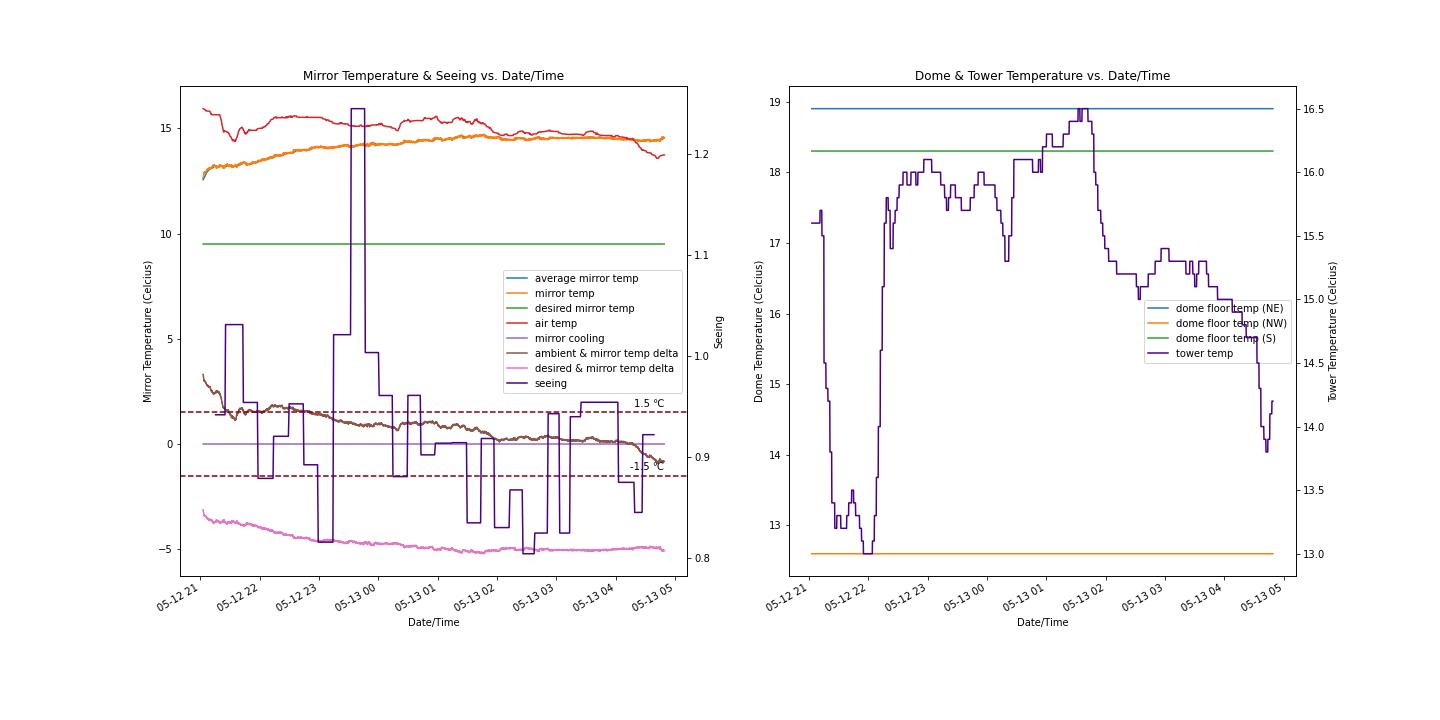 Mirror Temperature & Seeing vs. Date/Time
Mirror Temperature (Celcius)
15
10
5
0
−5
1.2
1.1
1.0
0.9
0.8
Seeing
average mirror temp
mirror temp
desired mirror temp
air temp
mirror cooling
ambient & mirror temp delta
desired & mirror temp delta
seeing
1.5 °C
-1.5 °C
05-12 21
05-12 22
05-12 23
05-13 00
05-13 01
05-13 02
05-13 03
05-13 04
05-13 05
Date/Time
Dome & Tower Temperature vs. Date/Time
Dome Temperature (Celcius)
19
18
17
16
15
14
13
16.5
16.0
15.5
15.0
14.5
14.0
13.5
13.0
Tower Temperature (Celcius)
dome floor temp (NE)
dome floor temp (NW)
dome floor temp (S)
tower temp
05-12 21
05-12 22
05-12 23
05-13 00
05-13 01
05-13 02
05-13 03
05-13 04
05-13 05
Date/Time